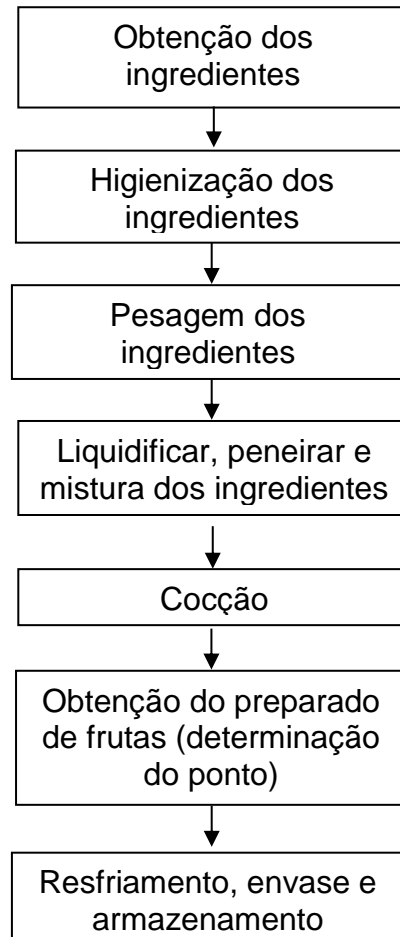 Obtenção dos
ingredientes
Higienização dos
ingredientes
Pesagem dos
ingredientes
Liquidificar, peneirar e
mistura dos ingredientes
Cocção
Obtenção do preparado
de frutas (determinação
do ponto)
Resfriamento, envase e
armazenamento